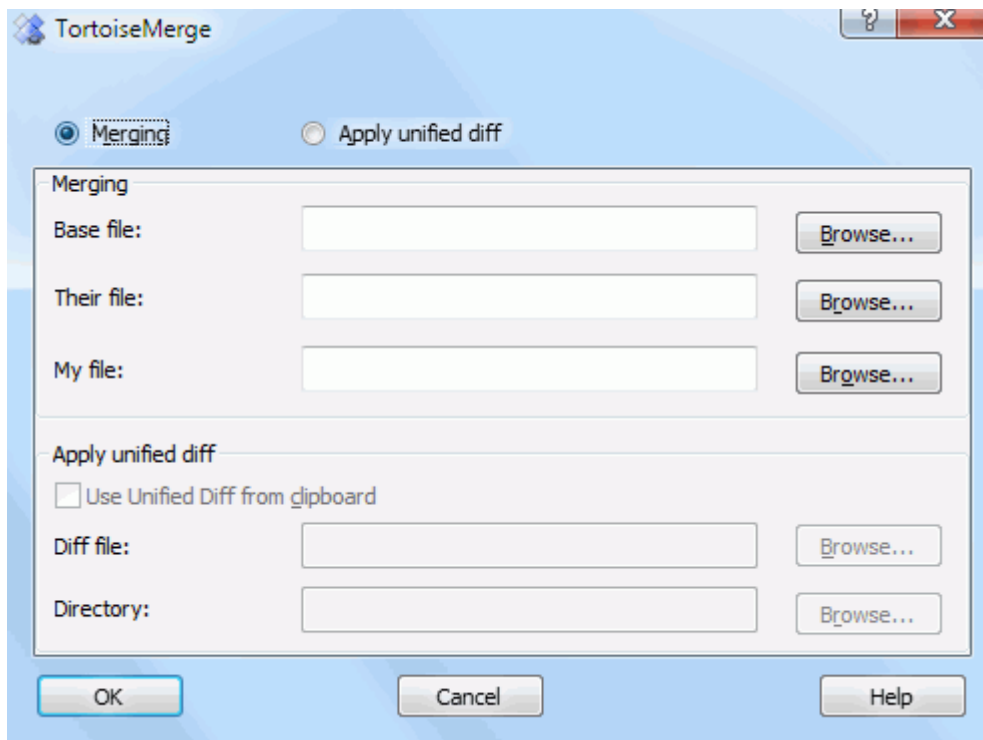 TortoiseMerge
?
X
Merging Apply unified diff
Merging
Base file: Browse...
Their file: Browse...
My file: Browse...
Apply unified diff
Use Unified Diff from clipboard
Diff file: Browse...
Directory: Browse...
OK Cancel Help